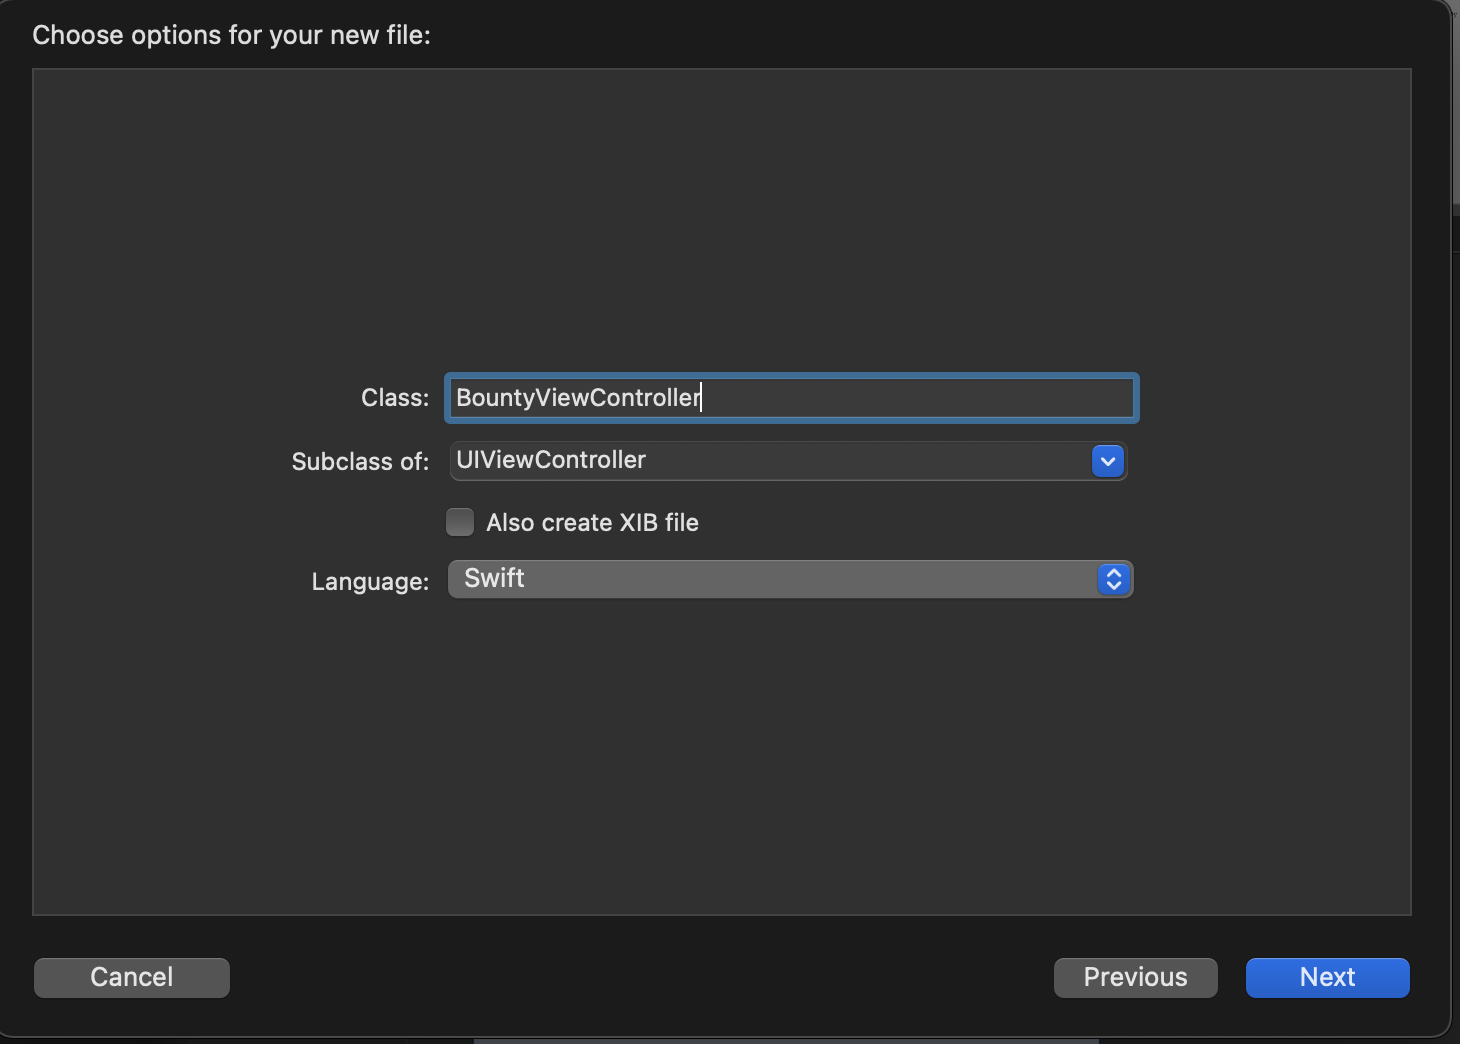 Choose options for your new file:
Class: BountyViewController
Subclass of: UIViewController
Also create XIB file
Language: Swift
Cancel Previous Next